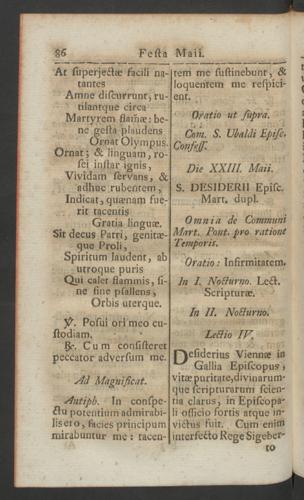 86 Festa Maii.
At superjectæ facili na-
tantes
Amne discurrunt, ru-
tilantque circa
Martyrem flamæ: be-
ne gesta plaudens
Ornat Olympus.
Ornat; & linguam, ro-
sei instar ignis,
Vividam servans, &
adhuc rubentem,
Indicat, quænam fue-
rit tacentis
Gratia linguæ.
Sit decus Patri, genitæ-
que Proli,
Spiritum laudent, ab
utroque puris
Qui calet flammis, si-
ne fine psallens,
Orbis uterque.
℣. Posui ori meo cu-
stodiam.
℟. Cum consisteret
peccator adversum me.
Ad Magnificat.
Antiph. In conspe-
ctu potentium admirabi-
lis ero, facies principum
mirabuntur me: tacen-
tem me sustinebunt, &
loquentem me respici-
ent.
Oratio ut supra.
Com. S. Ubaldi Episc.
Confess.
Die XXIII. Maii.
S. DESIDERII Episc.
Mart. dupl.
Omnia de Communi
Mart. Pont. pro ratione
Temporis.
Oratio: Infirmitatem.
In I. Nocturno. Lect.
Scripturæ.
In II. Nocturno.
Lectio IV.
Desiderius Viennæ in
Gallia Episcopus,
vitæ puritate, divinarum-
que scripturarum scien-
tia clarus, in Episcopa-
li officio fortis atque in-
victus fuit. Cum enim
interfecto Rege Sigeber-
to